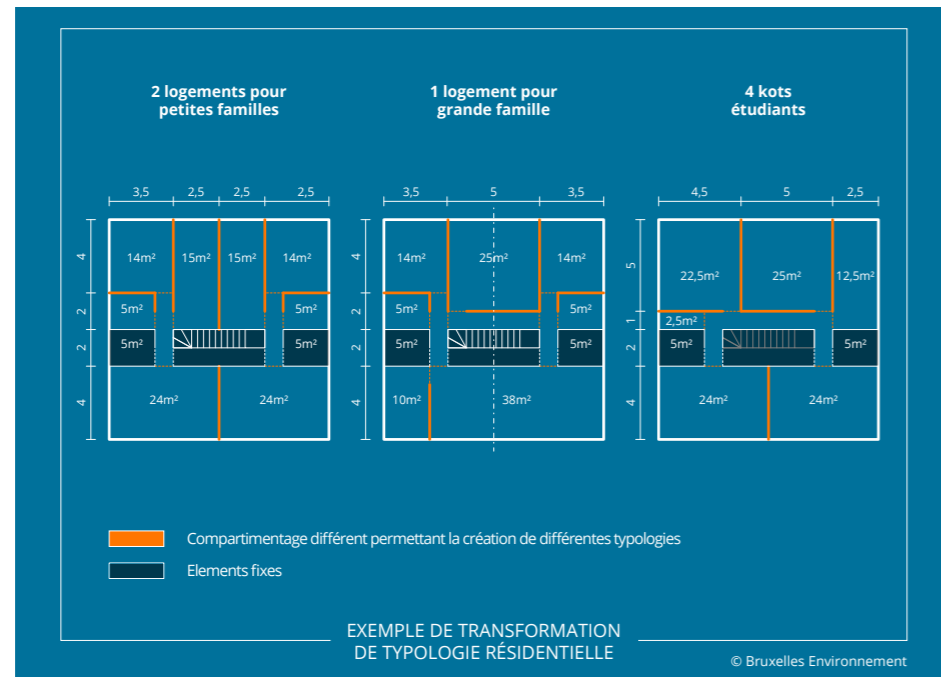 2 logements pour
petites familles
1 logement pour
grande famille
4 kots
étudiants
3,5 2,5 2,5 2,5
3,5 5 3,5
4,5 5 2,5
4
2
2
4
14m² 15m² 15m² 14m²
5m² 5m²
5m² 5m²
24m² 24m²
4
2
2
4
14m² 25m² 14m²
5m² 5m²
5m² 5m²
10m² 38m²
5
1
2
4
22,5m² 25m² 12,5m²
2,5m²
5m² 5m²
24m² 24m²
Compartimentage différent permettant la création de différentes typologies
Elements fixes
EXEMPLE DE TRANSFORMATION
DE TYPOLOGIE RÉSIDENTIELLE
© Bruxelles Environnement